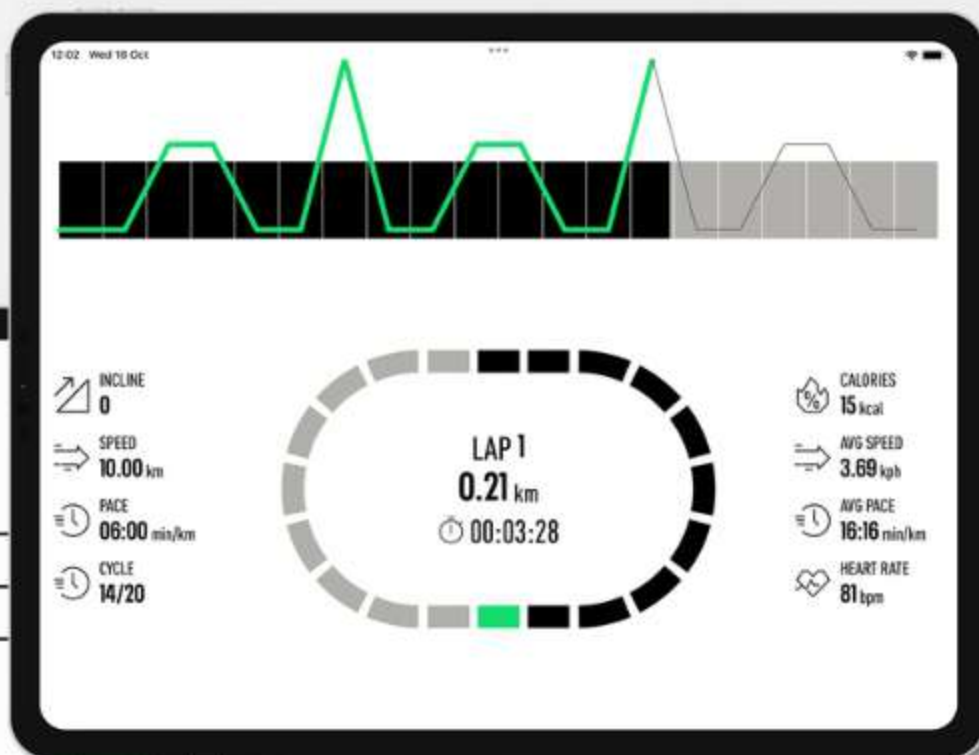 12:02 Wed 18 Oct
INCLINE
0
SPEED
10.00 km
PACE
06:00 min/km
CYCLE
14/20
LAP 1
0.21 km
00:03:28
CALORIES
15 kcal
AVG SPEED
3.69 kph
AVG PACE
16:16 min/km
HEART RATE
81 bpm